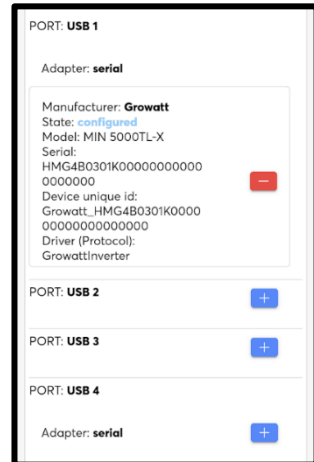 PORT: USB 1
Adapter: serial
Manufacturer: Growatt
State: configured
Model: MIN 5000TL-X
Serial:
HMG4B0301K00000000000
0000000
Device unique id:
Growatt_HMG4B0301K0000
00000000000000
Driver (Protocol):
GrowattInverter
PORT: USB 2
PORT: USB 3
PORT: USB 4
Adapter: serial